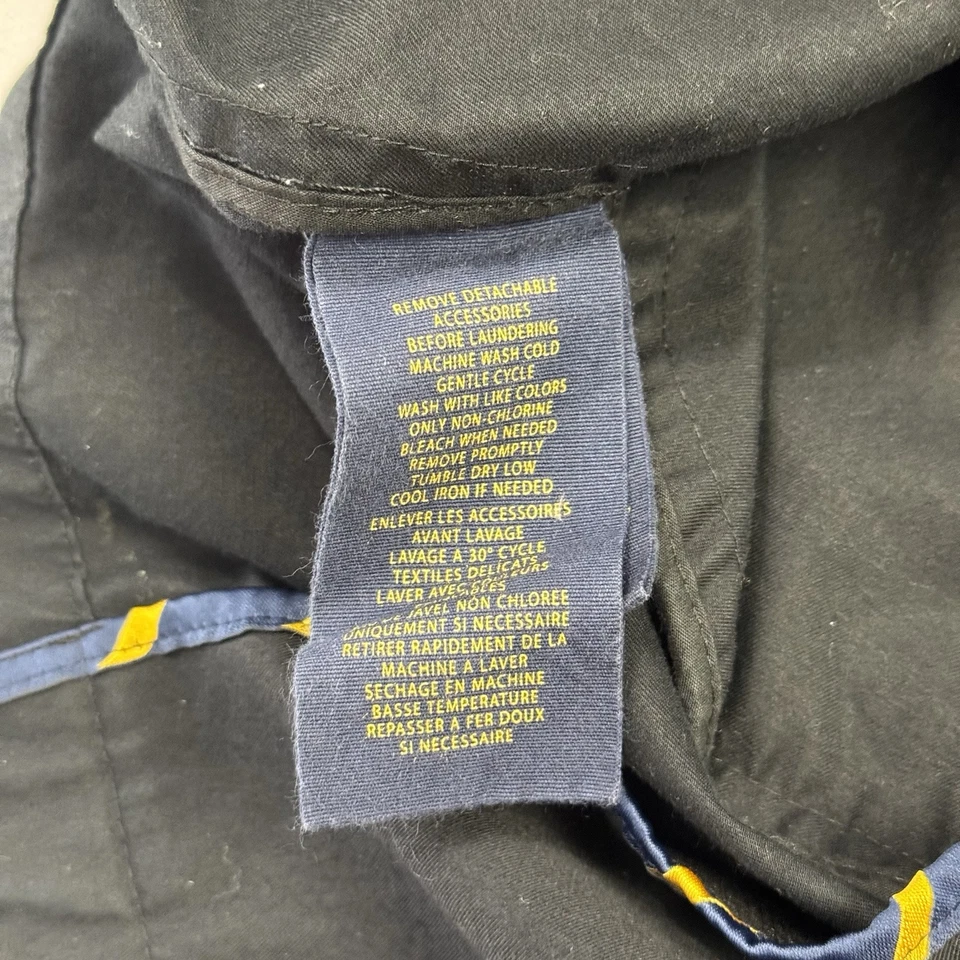 REMOVE DETACHABLE
ACCESSORIES
BEFORE LAUNDERING
MACHINE WASH COLD
GENTLE CYCLE
WASH WITH LIKE COLORS
ONLY NON-CHLORINE
BLEACH WHEN NEEDED
REMOVE PROMPTLY
TUMBLE DRY LOW
COOL IRON IF NEEDED
ENLEVER LES ACCESSOIRES
AVANT LAVAGE
LAVAGE A 30° CYCLE
TEXTILES DELICATS
LAVER AVEC COULEURS
JAVEL NON CHLOREE
UNIQUEMENT SI NECESSAIRE
RETIRER RAPIDEMENT DE LA
MACHINE A LAVER
SECHAGE EN MACHINE
BASSE TEMPERATURE
REPASSER A FER DOUX
SI NECESSAIRE